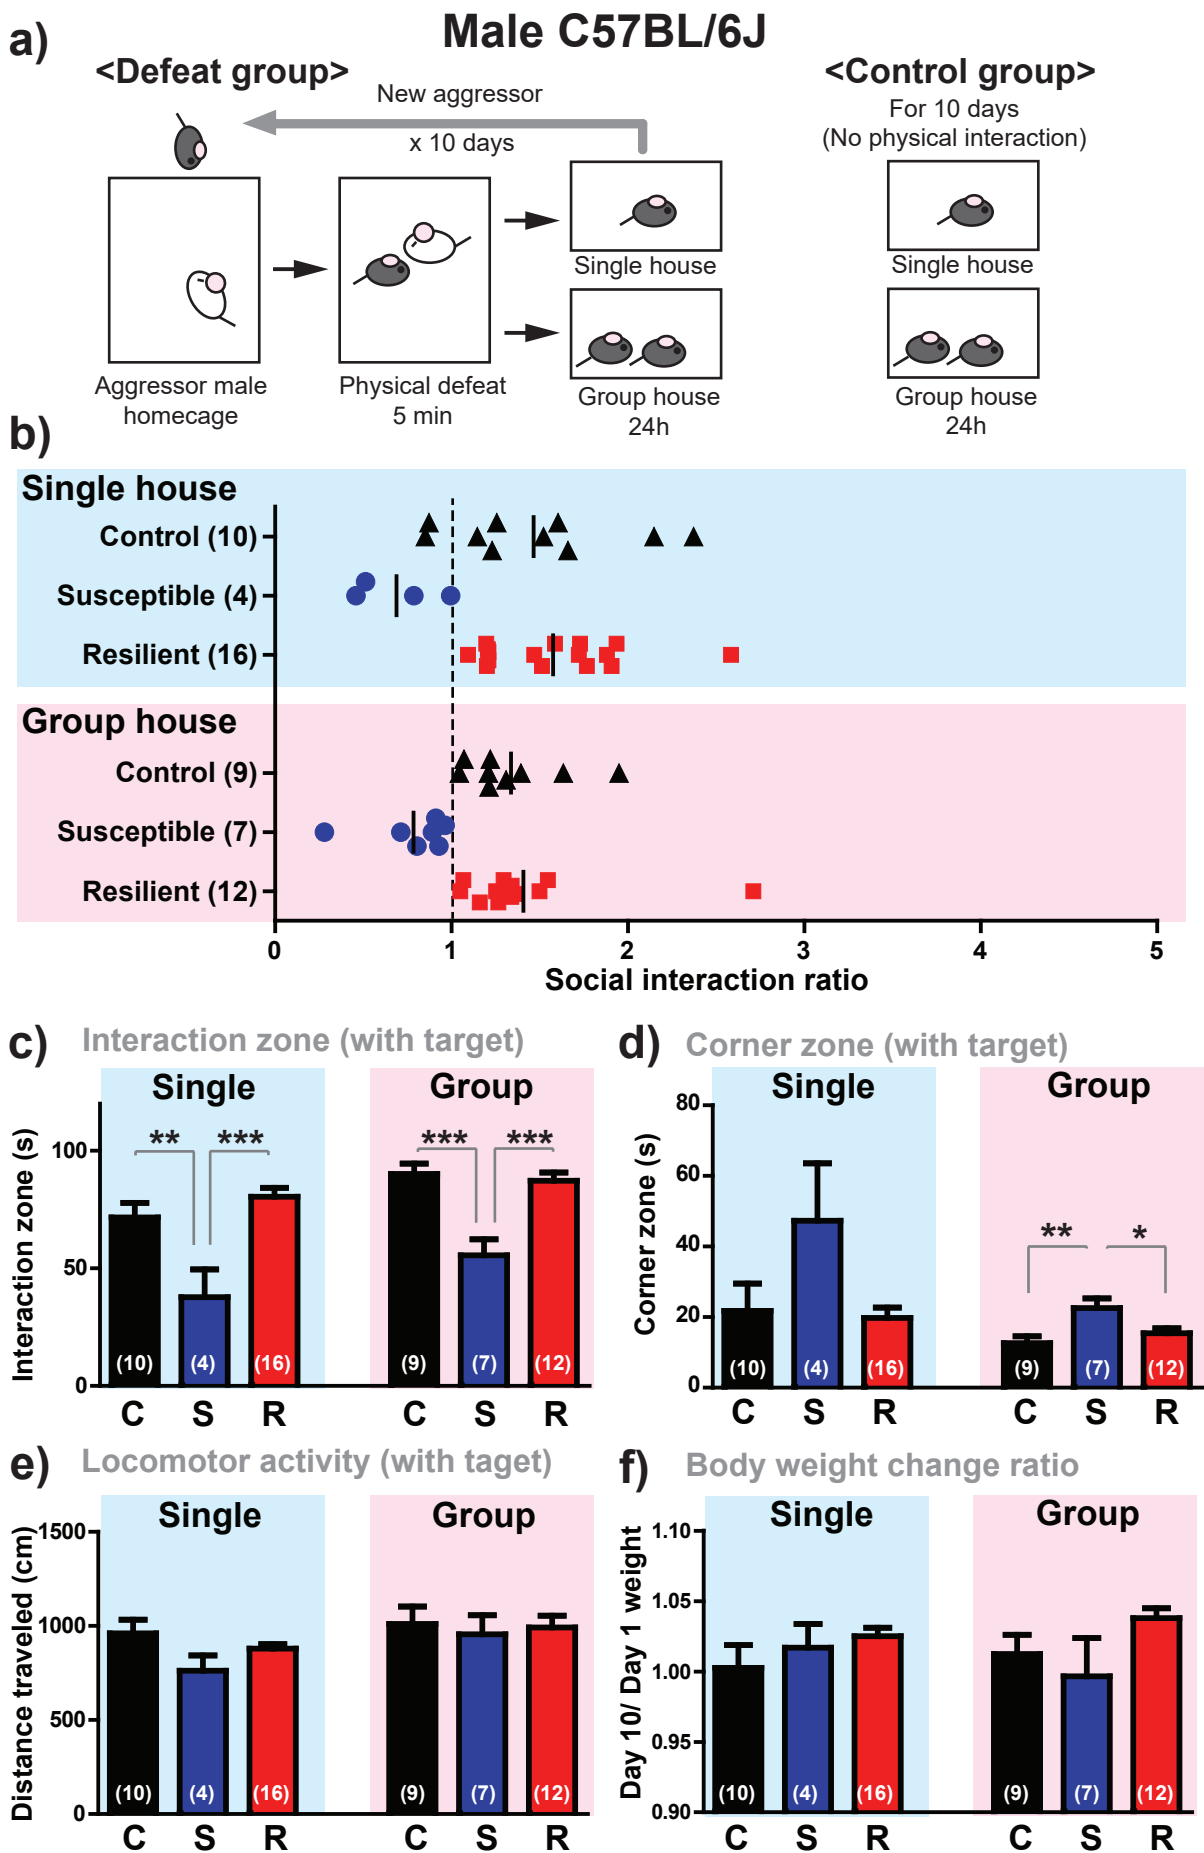 a)
Male C57BL/6J
<Defeat group>
<Control group>
New aggressor
x 10 days
For 10 days
(No physical interaction)
Aggressor male
homecage
Physical defeat
5 min
Single house
Group house
24h
Single house
Group house
24h
b)
Single house
Control (10)
Susceptible (4)
Resilient (16)
Group house
Control (9)
Susceptible (7)
Resilient (12)
0 1 2 3 4 5
Social interaction ratio
c) Interaction zone (with target)
Single Group
Interaction zone (s)
100
50
0
** *** *** ***
(10) (4) (16) (9) (7) (12)
C S R C S R
d) Corner zone (with target)
Single Group
Corner zone (s)
80
60
40
20
0
** *
(10) (4) (16) (9) (7) (12)
C S R C S R
e) Locomotor activity (with taget)
Single Group
Distance traveled (cm)
1500
1000
500
0
(10) (4) (16) (9) (7) (12)
C S R C S R
f) Body weight change ratio
Single Group
Day 10/ Day 1 weight
1.10
1.05
1.00
0.95
0.90
(10) (4) (16) (9) (7) (12)
C S R C S R